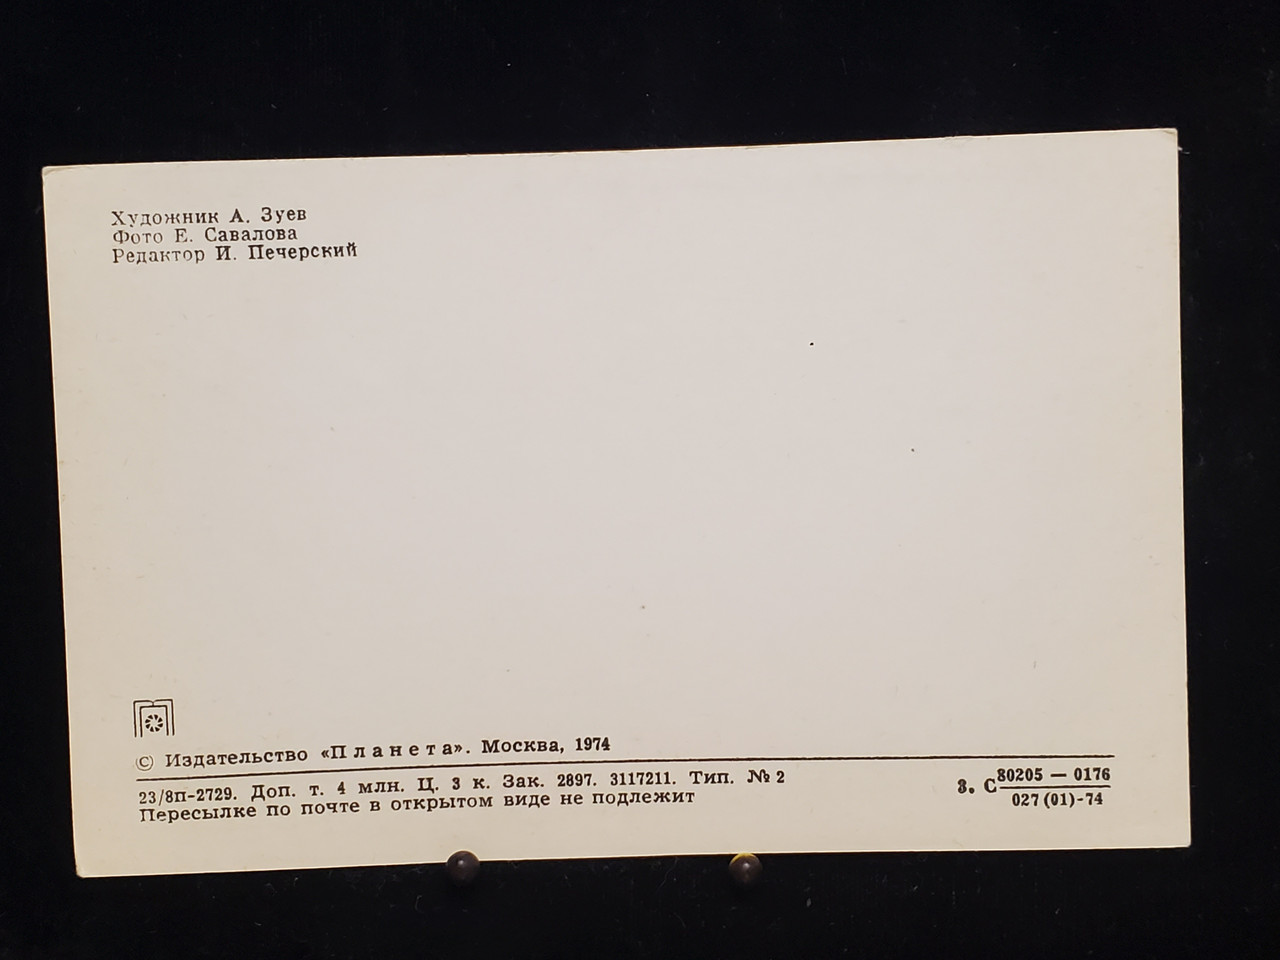 Художник А. Зуев
Фото Е. Савалова
Редактор И. Печерский
© Издательство «Планета». Москва, 1974
23/8п-2729. Доп. т. 4 млн. Ц. 3 к. Зак. 2897. 3117211. Тип. № 2
Пересылке по почте в открытом виде не подлежит
3. С 80205 — 0176
027(01)-74